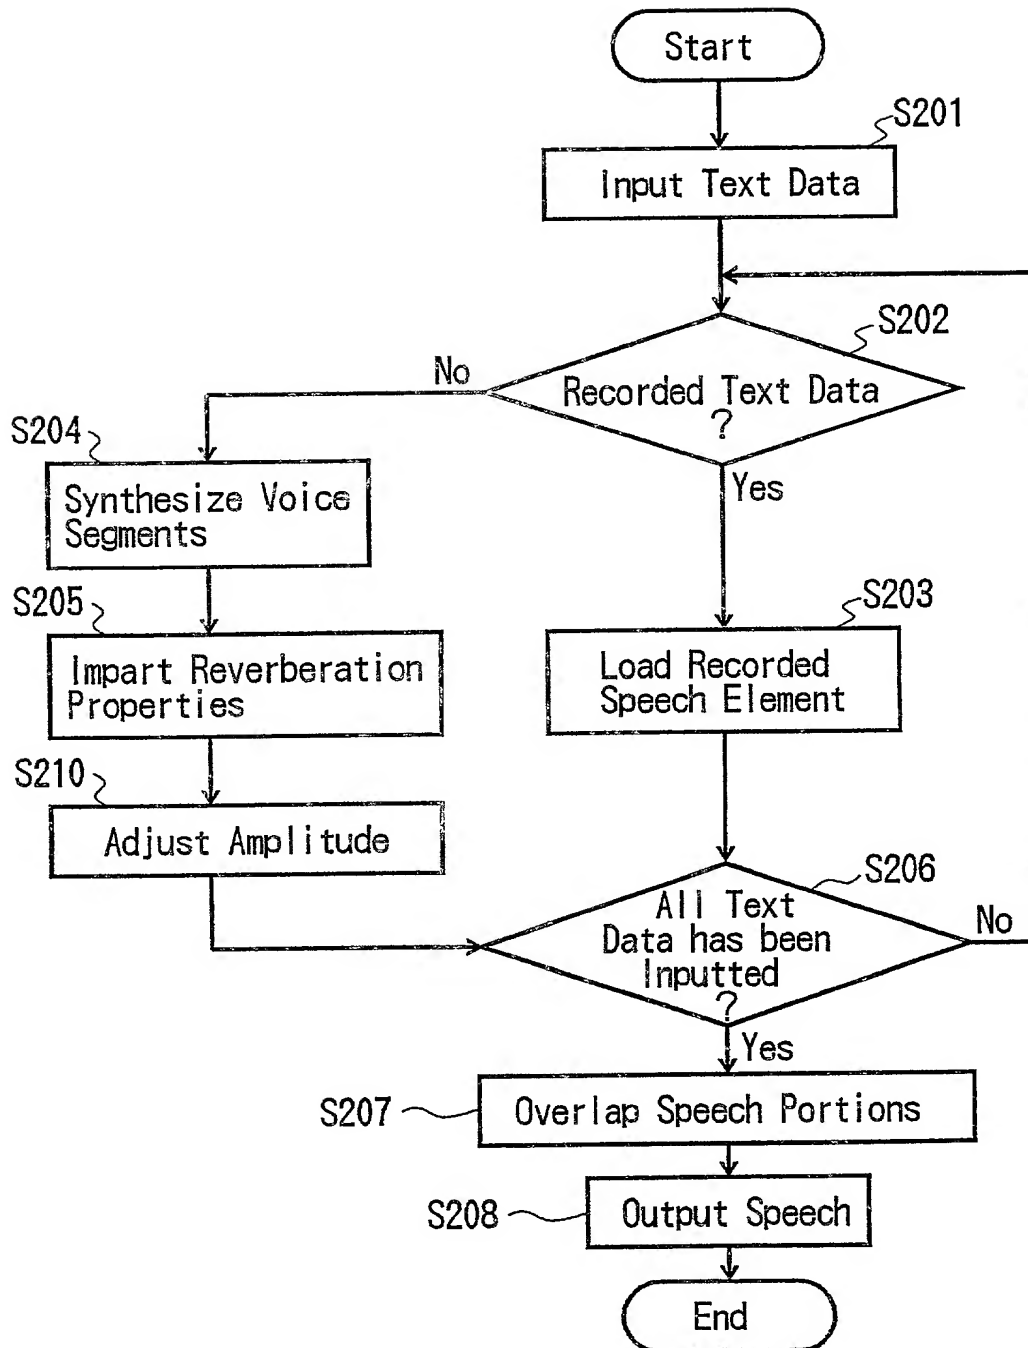 Start
S201
Input Text Data
S202
No
Recorded Text Data
?
Yes
S204
Synthesize Voice
Segments
S205
Impart Reverberation
Properties
S203
Load Recorded
Speech Element
S210
Adjust Amplitude
S206
All Text
Data has been
Inputted
?
No
Yes
S207
Overlap Speech Portions
S208
Output Speech
End